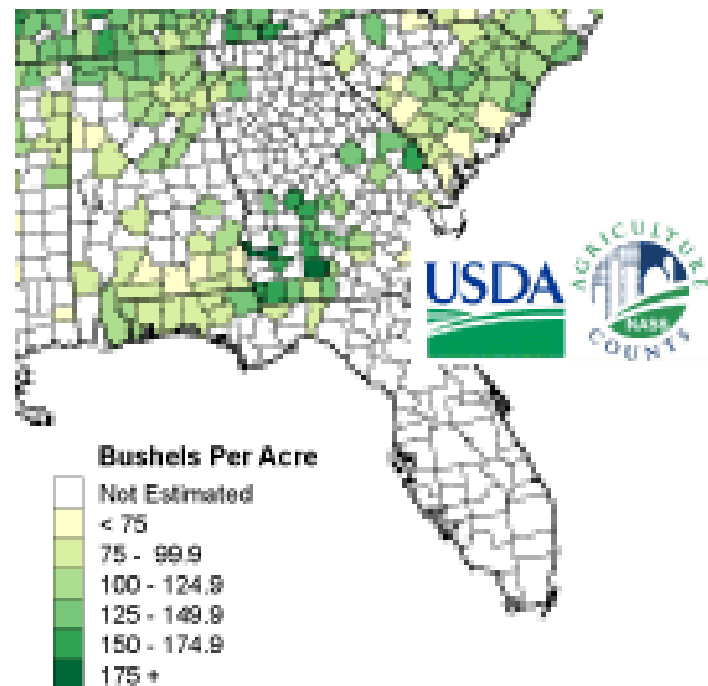 USDA
AGRICULTURE
NASS
COUNTS
Bushels Per Acre
Not Estimated
< 75
75 - 99.9
100 - 124.9
125 - 149.9
150 - 174.9
175 +